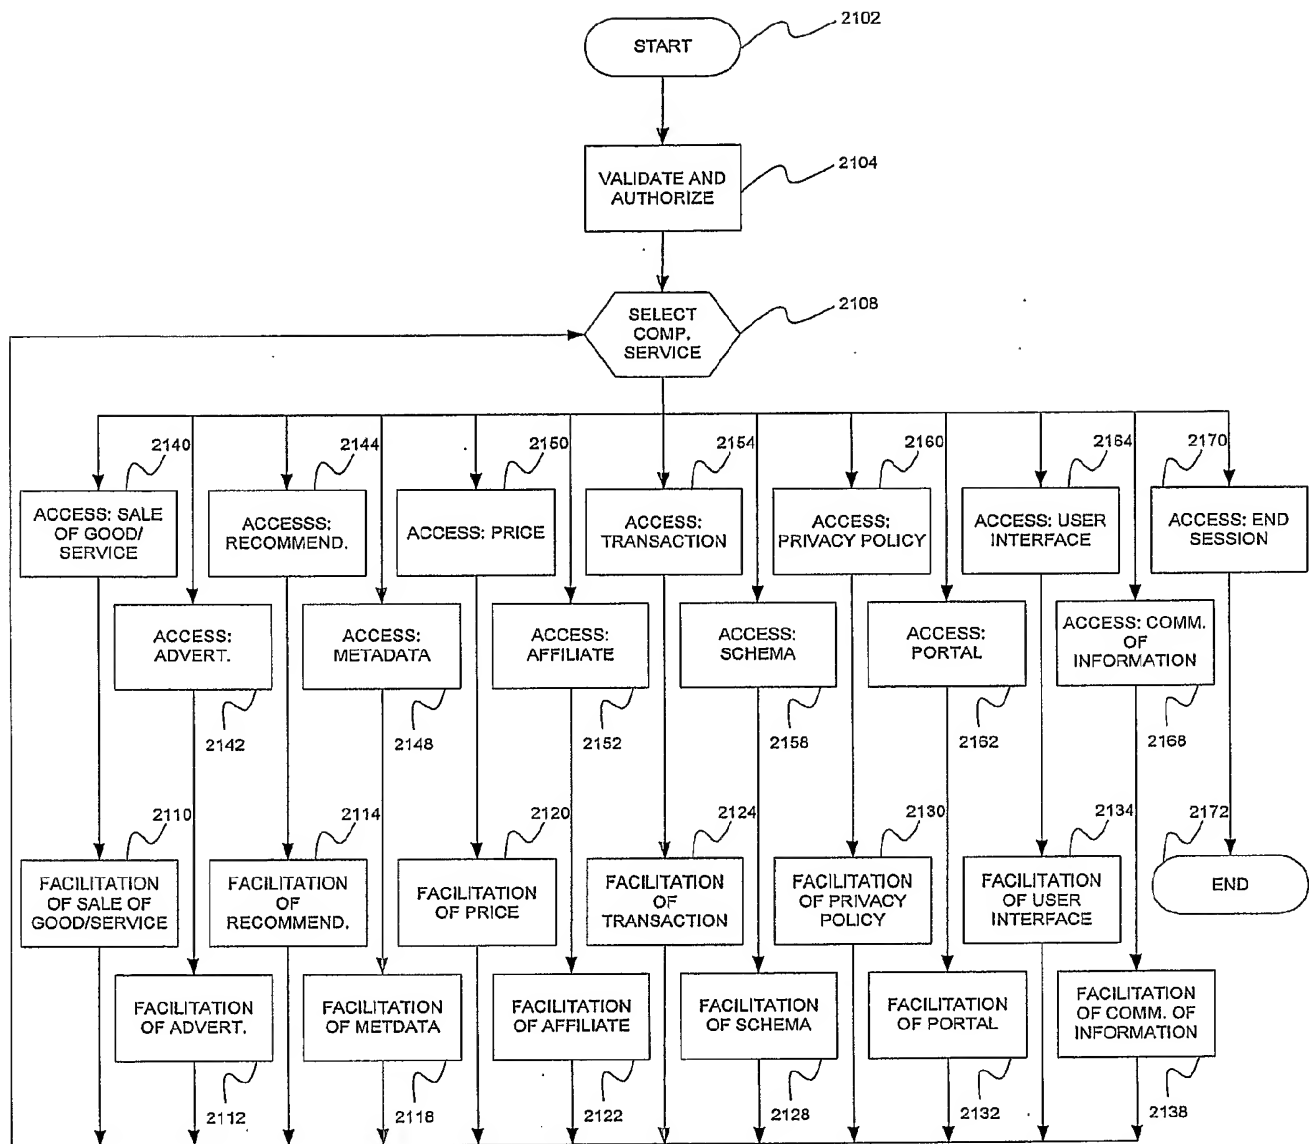 START
2102
VALIDATE AND
AUTHORIZE
2104
SELECT
COMP.
SERVICE
2108
2140
2144
2150
2154
2160
2164
2170
ACCESS: SALE
OF GOOD/
SERVICE
ACCESSS:
RECOMMEND.
ACCESS: PRICE
ACCESS:
TRANSACTION
ACCESS:
PRIVACY POLICY
ACCESS: USER
INTERFACE
ACCESS: END
SESSION
ACCESS:
ADVERT.
ACCESS:
METADATA
ACCESS:
AFFILIATE
ACCESS:
SCHEMA
ACCESS:
PORTAL
ACCESS: COMM.
OF
INFORMATION
2142
2148
2152
2158
2162
2168
2110
2114
2120
2124
2130
2134
2172
FACILITATION
OF SALE OF
GOOD/SERVICE
FACILITATION
OF
RECOMMEND.
FACILITATION
OF PRICE
FACILITATION
OF
TRANSACTION
FACILITATION
OF PRIVACY
POLICY
FACILITATION
OF USER
INTERFACE
END
FACILITATION
OF ADVERT.
FACILITATION
OF METDATA
FACILITATION
OF AFFILIATE
FACILITATION
OF SCHEMA
FACILITATION
OF PORTAL
FACILITATION
OF COMM. OF
INFORMATION
2112
2118
2122
2128
2132
2138